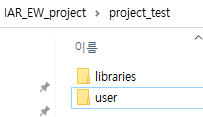 IAR_EW_project > project_test
이름
libraries
user